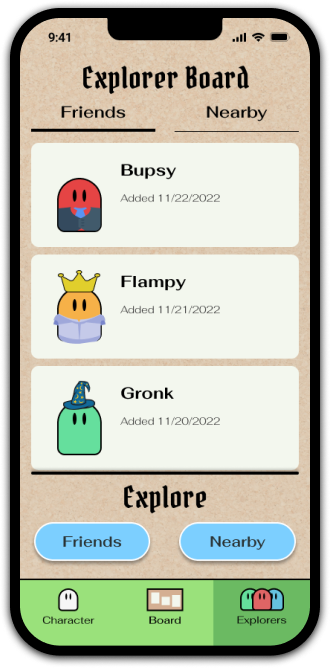 9:41
Explorer Board
Friends Nearby
Bupsy
Added 11/22/2022
Flampy
Added 11/21/2022
Gronk
Added 11/20/2022
Explore
Friends Nearby
Character Board Explorers